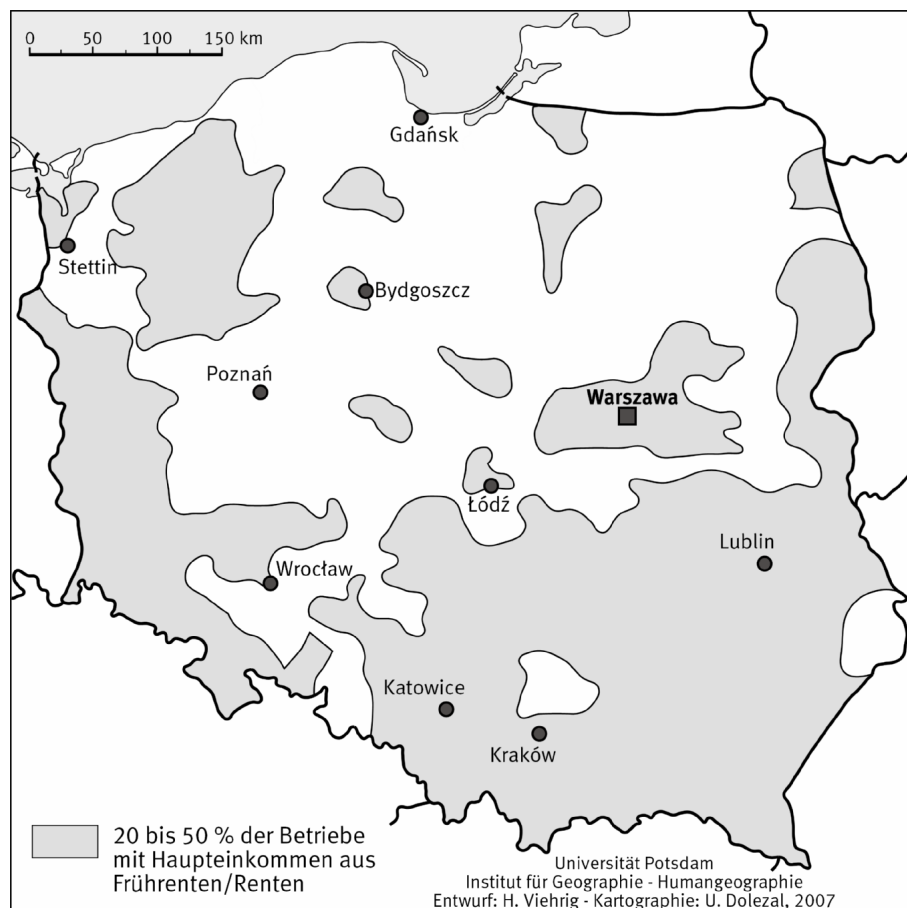 0 50 100 150 km
Gdańsk
Stettin
Bydgoszcz
Poznań
Warszawa
Łódź
Lublin
Wrocław
Katowice
Kraków
20 bis 50 % der Betriebe
mit Haupteinkommen aus
Frührenten/Renten
Universität Potsdam
Institut für Geographie - Humangeographie
Entwurf: H. Viehrig - Kartographie: U. Dolezal, 2007